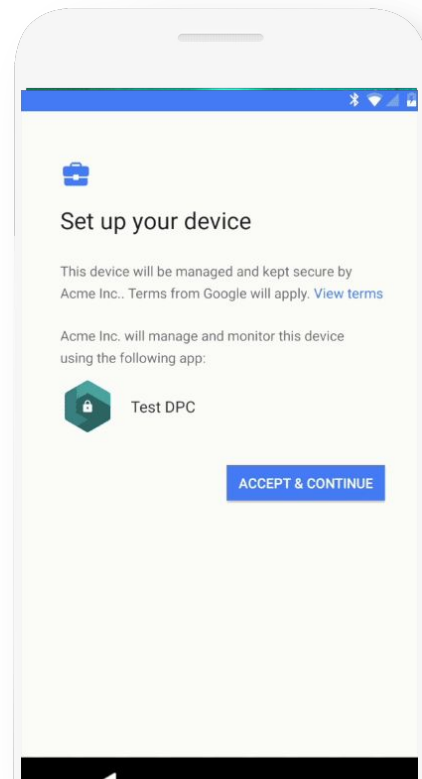 Set up your device
This device will be managed and kept secure by
Acme Inc.. Terms from Google will apply. View terms
Acme Inc. will manage and monitor this device
using the following app:
Test DPC
ACCEPT & CONTINUE